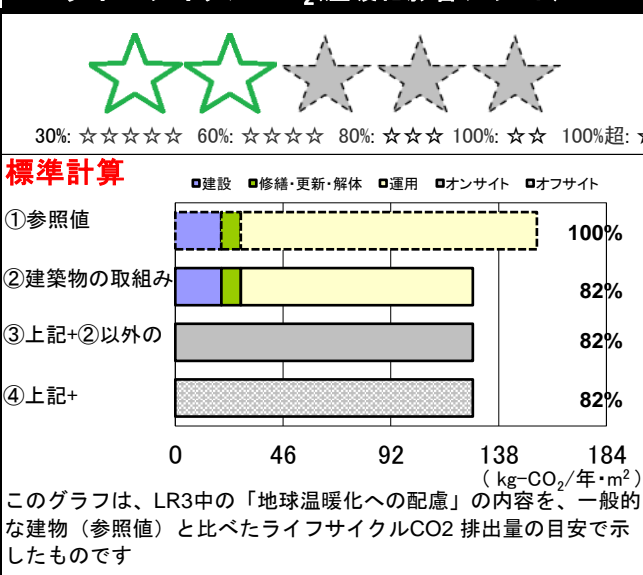 30%: ☆☆☆☆☆ 60%: ☆☆☆☆ 80%: ☆☆☆ 100%: ☆☆ 100%超:
標準計算
建設 修繕・更新・解体 運用 オンサイト オフサイト
①参照値 100%
②建築物の取組み 82%
③上記+②以外の 82%
④上記+ 82%
0 46 92 138 184
( kg-CO2/年・m²)
このグラフは、LR3中の「地球温暖化への配慮」の内容を、一般的
な建物（参照値）と比べたライフサイクルCO2 排出量の目安で示
したものです